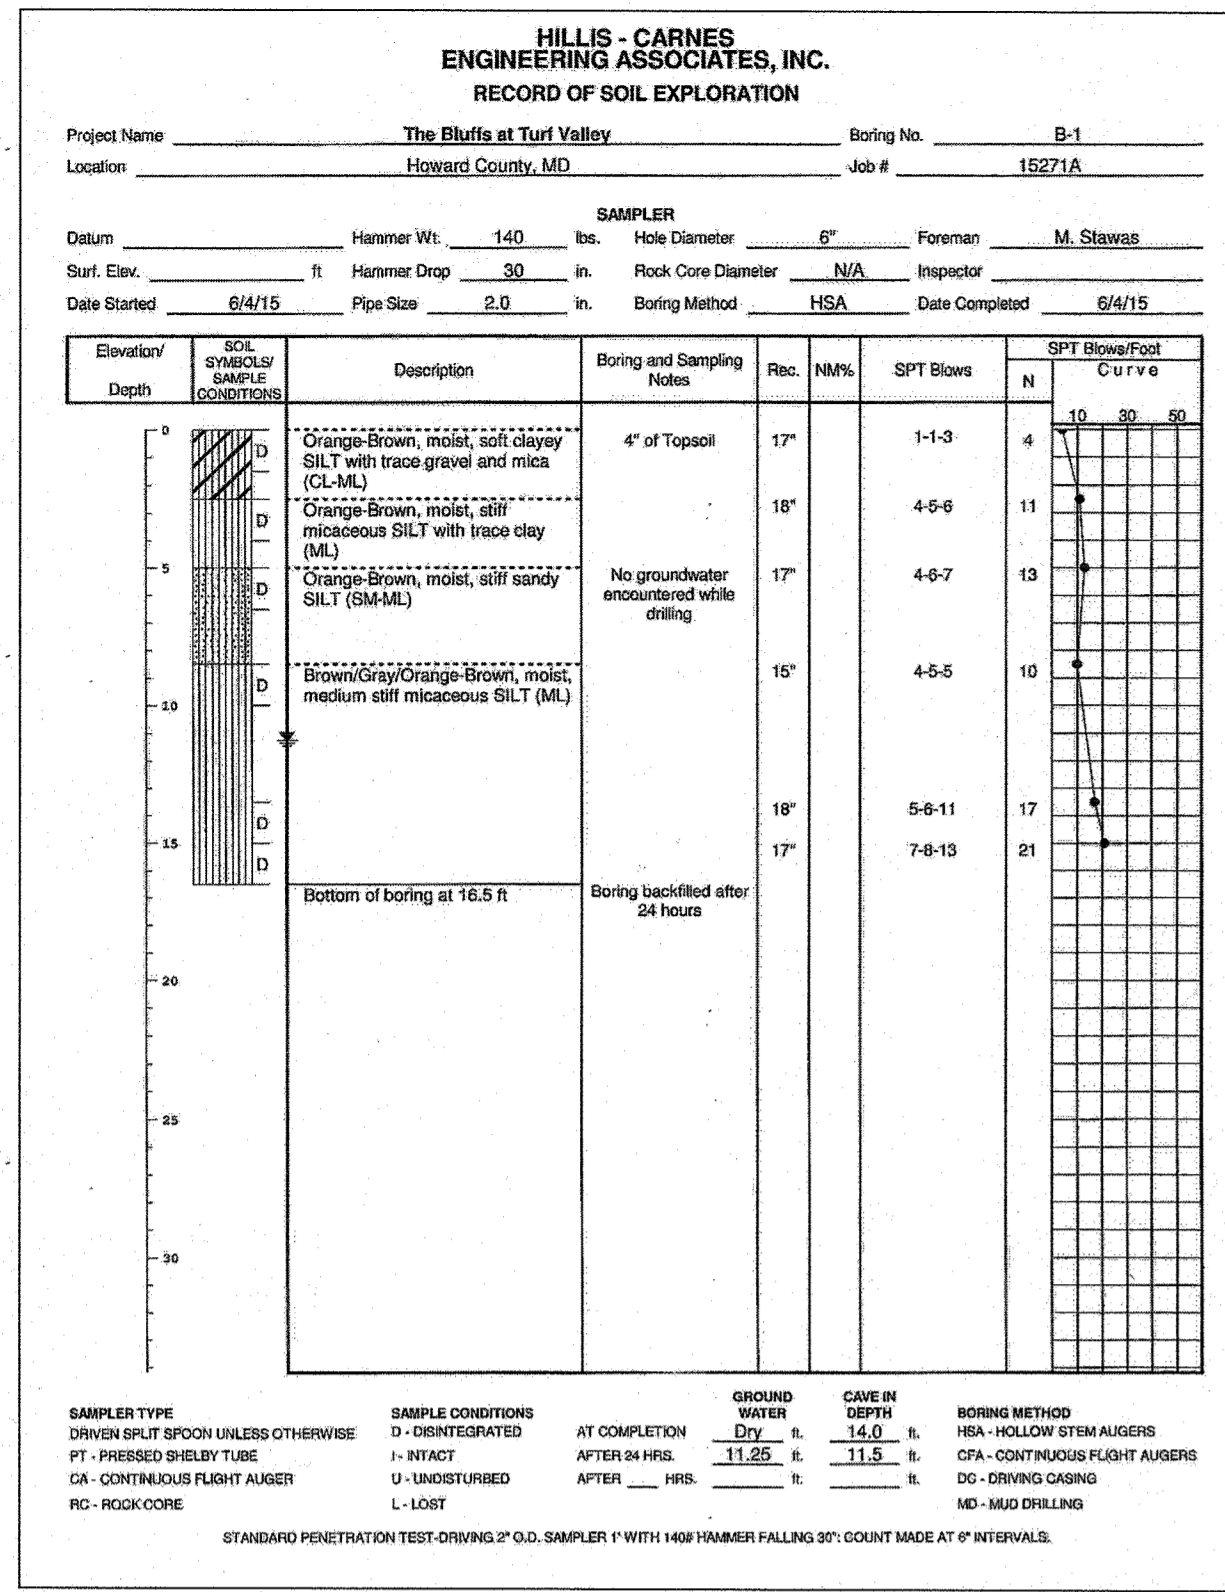 HILLIS - CARNES
ENGINEERING ASSOCIATES, INC.
RECORD OF SOIL EXPLORATION
Project Name The Bluffs at Turf Valley Boring No. B-1
Location Howard County, MD Job # 15271A
SAMPLER
Datum Hammer Wt. 140 lbs. Hole Diameter 6" Foreman M. Stawas
Surf. Elev. ft Hammer Drop 30 in. Rock Core Diameter N/A Inspector
Date Started 6/4/15 Pipe Size 2.0 in. Boring Method HSA Date Completed 6/4/15
Elevation/
Depth
SOIL
SYMBOLS/
SAMPLE
CONDITIONS
Description
Boring and Sampling
Notes
Rec.
NM%
SPT Blows
SPT Blows/Foot
N
Curve
10 30 50
0
D
Orange-Brown, moist, soft clayey
SILT with trace gravel and mica
(CL-ML)
4" of Topsoil
17"
1-1-3
4
D
Orange-Brown, moist, stiff
micaceous SILT with trace clay
(ML)
18"
4-5-6
11
5
D
Orange-Brown, moist, stiff sandy
SILT (SM-ML)
No groundwater
encountered while
drilling
17"
4-6-7
13
D
Brown/Gray/Orange-Brown, moist,
medium stiff micaceous SILT (ML)
15"
4-5-5
10
10
D
18"
5-6-11
17
15
D
17"
7-8-13
21
Bottom of boring at 16.5 ft
Boring backfilled after
24 hours
20
25
30
SAMPLER TYPE
DRIVEN SPLIT SPOON UNLESS OTHERWISE
PT - PRESSED SHELBY TUBE
CA - CONTINUOUS FLIGHT AUGER
RC - ROCK CORE
SAMPLE CONDITIONS
D - DISINTEGRATED
I - INTACT
U - UNDISTURBED
L - LOST
GROUND
WATER
CAVE IN
DEPTH
AT COMPLETION Dry ft. 14.0 ft.
AFTER 24 HRS. 11.25 ft. 11.5 ft.
AFTER HRS. ft. ft.
BORING METHOD
HSA - HOLLOW STEM AUGERS
CFA - CONTINUOUS FLIGHT AUGERS
DC - DRIVING CASING
MD - MUD DRILLING
STANDARD PENETRATION TEST-DRIVING 2" O.D. SAMPLER 1' WITH 140# HAMMER FALLING 30": COUNT MADE AT 6" INTERVALS.